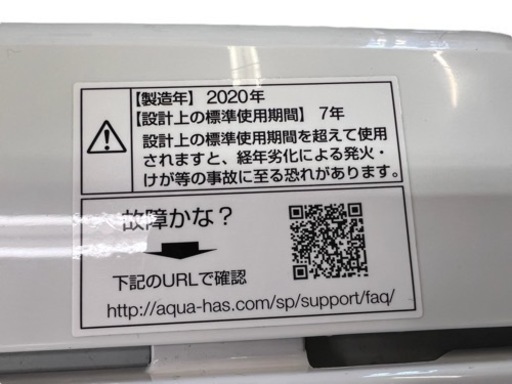 【製造年】 2020年
【設計上の標準使用期間】 7年
設計上の標準使用期間を超えて使用
されますと、経年劣化による発火・
けが等の事故に至る恐れがあります。
故障かな？
下記のURLで確認
http://aqua-has.com/sp/support/faq/